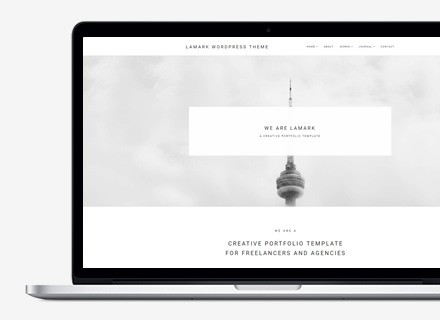 LAMARK WORDPRESS THEME
HOME ABOUT WORKS JOURNAL CONTACT
WE ARE LAMARK
A CREATIVE PORTFOLIO TEMPLATE
WE ARE A
CREATIVE PORTFOLIO TEMPLATE
FOR FREELANCERS AND AGENCIES